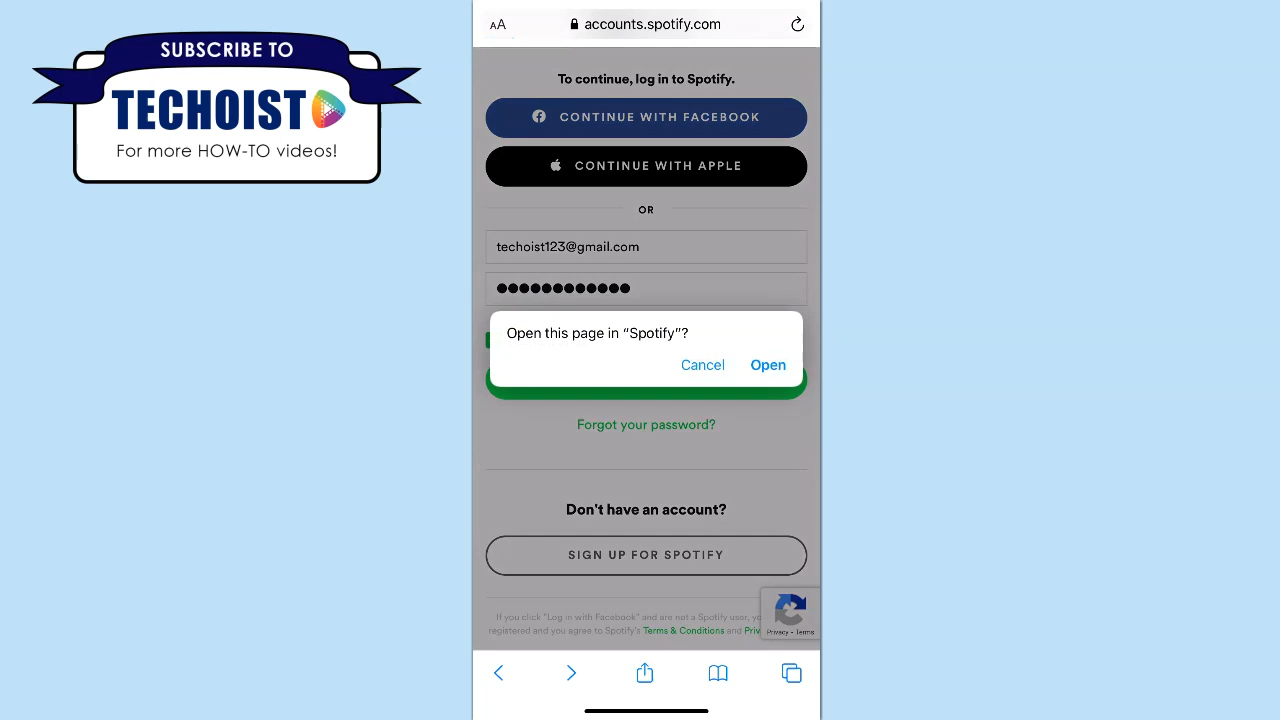 SUBSCRIBE TO
TECHOIST
For more HOW-TO videos!
AA
accounts.spotify.com
To continue, log in to Spotify.
CONTINUE WITH FACEBOOK
CONTINUE WITH APPLE
OR
techoist123@gmail.com
Open this page in “Spotify”?
Cancel Open
Forgot your password?
Don't have an account?
SIGN UP FOR SPOTIFY
If you click "Log in with Facebook" and are not a Spotify user, y
registered and you agree to Spotify's Terms & Conditions and Priv
Privacy • Terms